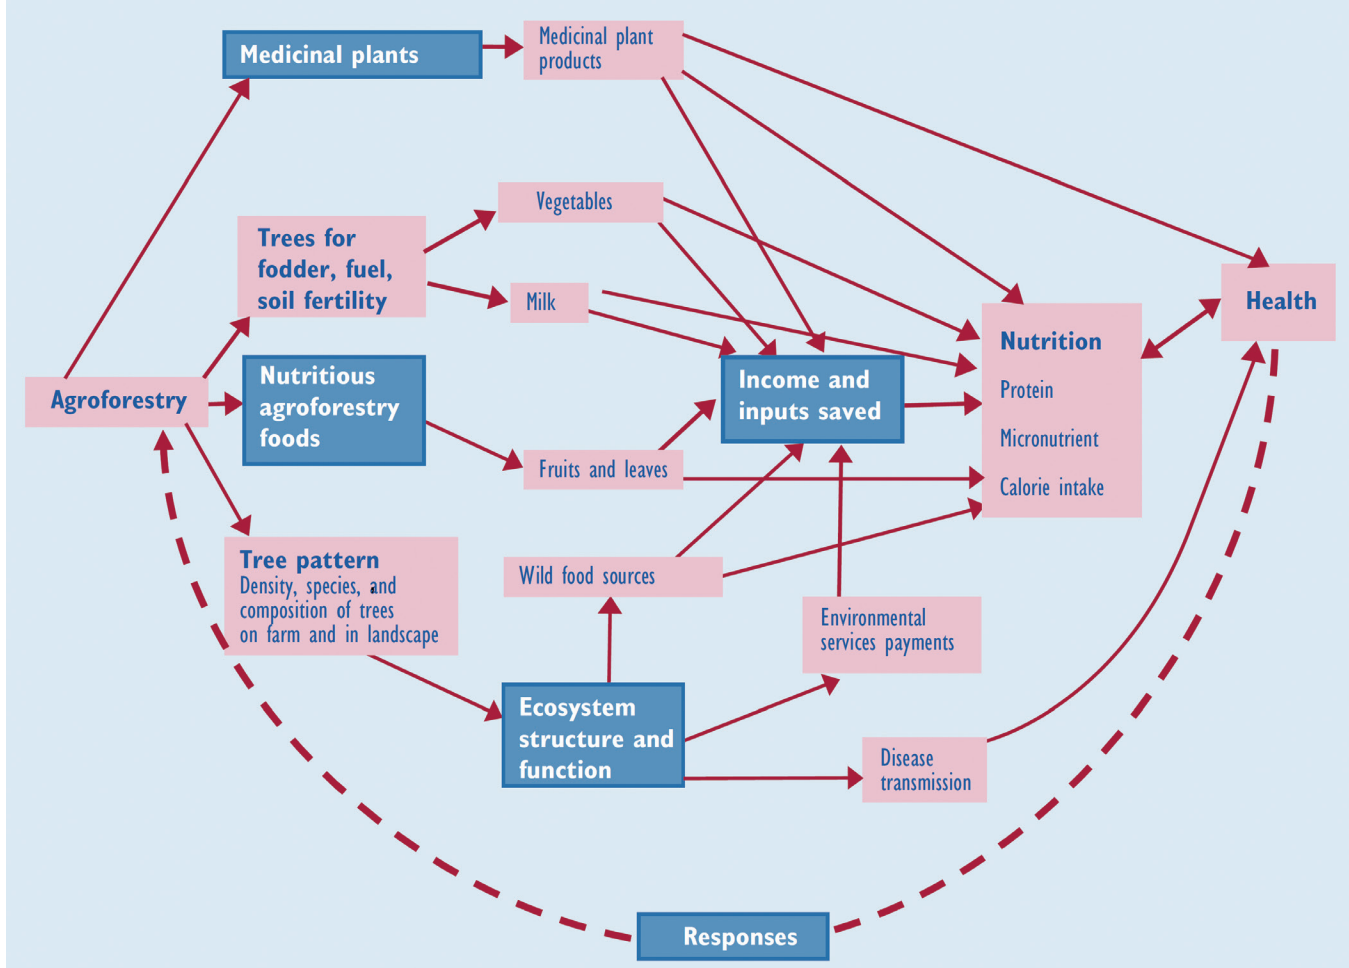 Medicinal plants
Medicinal plant
products
Vegetables
Trees for
fodder, fuel,
soil fertility
Milk
Health
Nutrition
Protein
Micronutrient
Calorie intake
Agroforestry
Nutritious
agroforestry
foods
Income and
inputs saved
Fruits and leaves
Tree pattern
Density, species, and
composition of trees
on farm and in landscape
Wild food sources
Environmental
services payments
Ecosystem
structure and
function
Disease
transmission
Responses